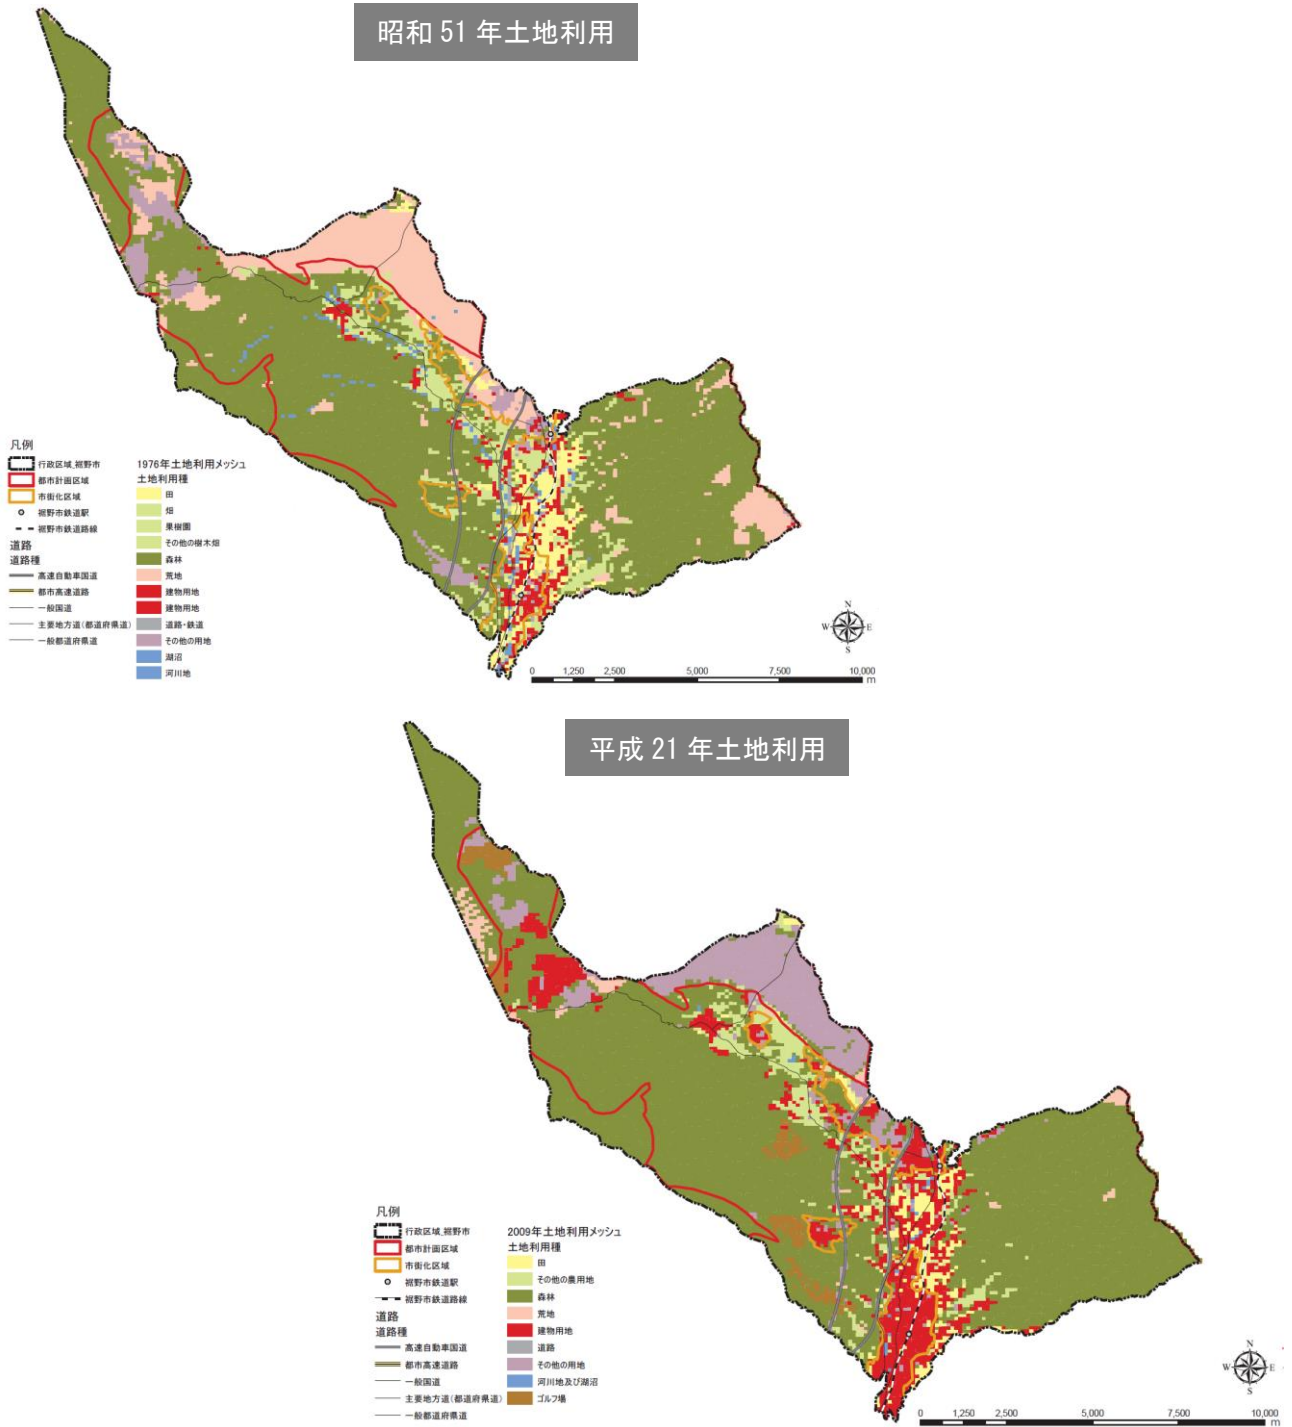 昭和 51 年土地利用
凡例
行政区域_裾野市
都市計画区域
市街化区域
裾野市鉄道駅
裾野市鉄道路線
道路
道路種
高速自動車国道
都市高速道路
一般国道
主要地方道(都道府県道)
一般都道府県道
1976年土地利用メッシュ
土地利用種
田
畑
果樹園
その他の樹木畑
森林
荒地
建物用地
建物用地
道路・鉄道
その他の用地
湖沼
河川地
N
W E
S
0 1,250 2,500 5,000 7,500 10,000
m
平成 21 年土地利用
凡例
行政区域_裾野市
都市計画区域
市街化区域
裾野市鉄道駅
裾野市鉄道路線
道路
道路種
高速自動車国道
都市高速道路
一般国道
主要地方道(都道府県道)
一般都道府県道
2009年土地利用メッシュ
土地利用種
田
その他の農用地
森林
荒地
建物用地
道路
その他の用地
河川地及び湖沼
ゴルフ場
N
W E
S
0 1,250 2,500 5,000 7,500 10,000
m